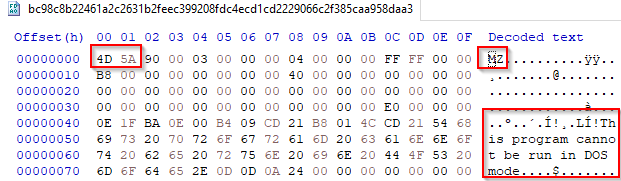 bc98c8b22461a2c2631b2feec399208fdc4ecd1cd2229066c2f385caa958daa3
Offset(h) 00 01 02 03 04 05 06 07 08 09 0A 0B 0C 0D 0E 0F Decoded text
00000000 4D 5A 90 00 03 00 00 00 04 00 00 00 FF FF 00 00 MZ..........ÿÿ..
00000010 B8 00 00 00 00 00 00 00 40 00 00 00 00 00 00 00 ........@.......
00000020 00 00 00 00 00 00 00 00 00 00 00 00 00 00 00 00 ................
00000030 00 00 00 00 00 00 00 00 00 00 00 00 E0 00 00 00 ............à...
00000040 0E 1F BA 0E 00 B4 09 CD 21 B8 01 4C CD 21 54 68 ..º..´.Í!¸.LÍ!Th
00000050 69 73 20 70 72 6F 67 72 61 6D 20 63 61 6E 6E 6F is program canno
00000060 74 20 62 65 20 72 75 6E 20 69 6E 20 44 4F 53 20 t be run in DOS
00000070 6D 6F 64 65 2E 0D 0D 0A 24 00 00 00 00 00 00 00 mode....$.......